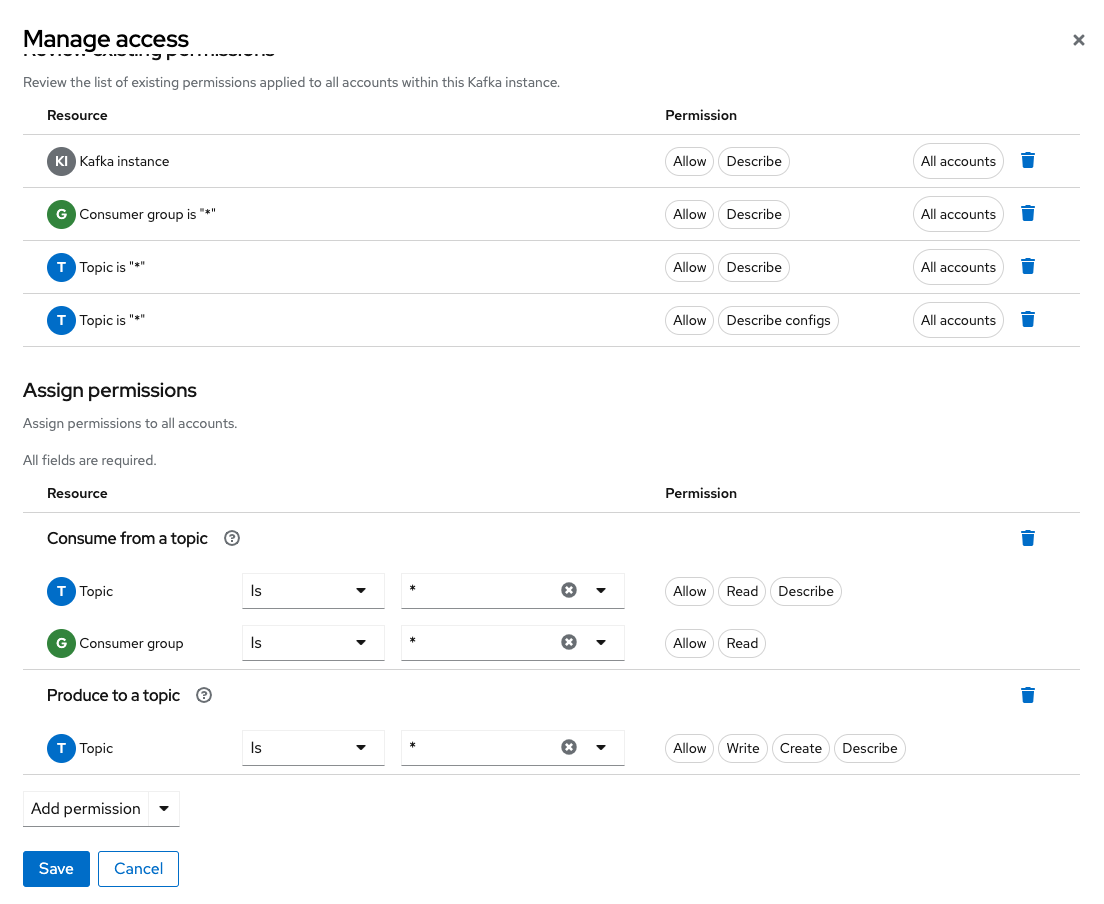 Manage access
Review existing permissions
Review the list of existing permissions applied to all accounts within this Kafka instance.
Resource Permission
KI Kafka instance Allow Describe All accounts
G Consumer group is "*" Allow Describe All accounts
T Topic is "*" Allow Describe All accounts
T Topic is "*" Allow Describe configs All accounts
Assign permissions
Assign permissions to all accounts.
All fields are required.
Resource Permission
Consume from a topic ?
T Topic Is * Allow Read Describe
G Consumer group Is * Allow Read
Produce to a topic ?
T Topic Is * Allow Write Create Describe
Add permission
Save Cancel